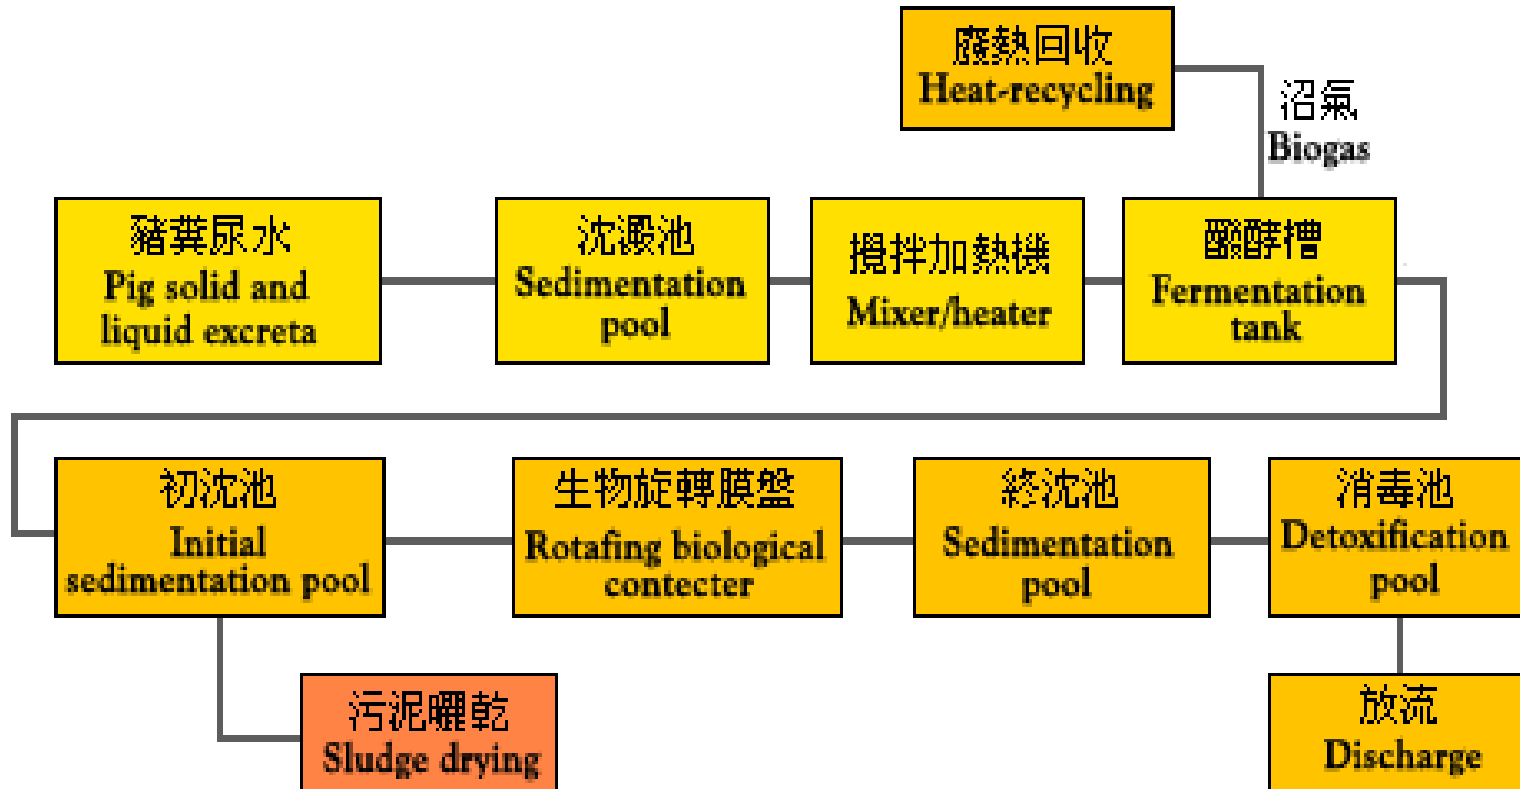 廢熱回收
Heat-recycling
沼氣
Biogas
豬糞尿水
Pig solid and
liquid excreta
沈澱池
Sedimentation
pool
攪拌加熱機
Mixer/heater
醱酵槽
Fermentation
tank
初沈池
Initial
sedimentation pool
生物旋轉膜盤
Rotafing biological
contecter
終沈池
Sedimentation
pool
消毒池
Detoxification
pool
污泥曬乾
Sludge drying
放流
Discharge